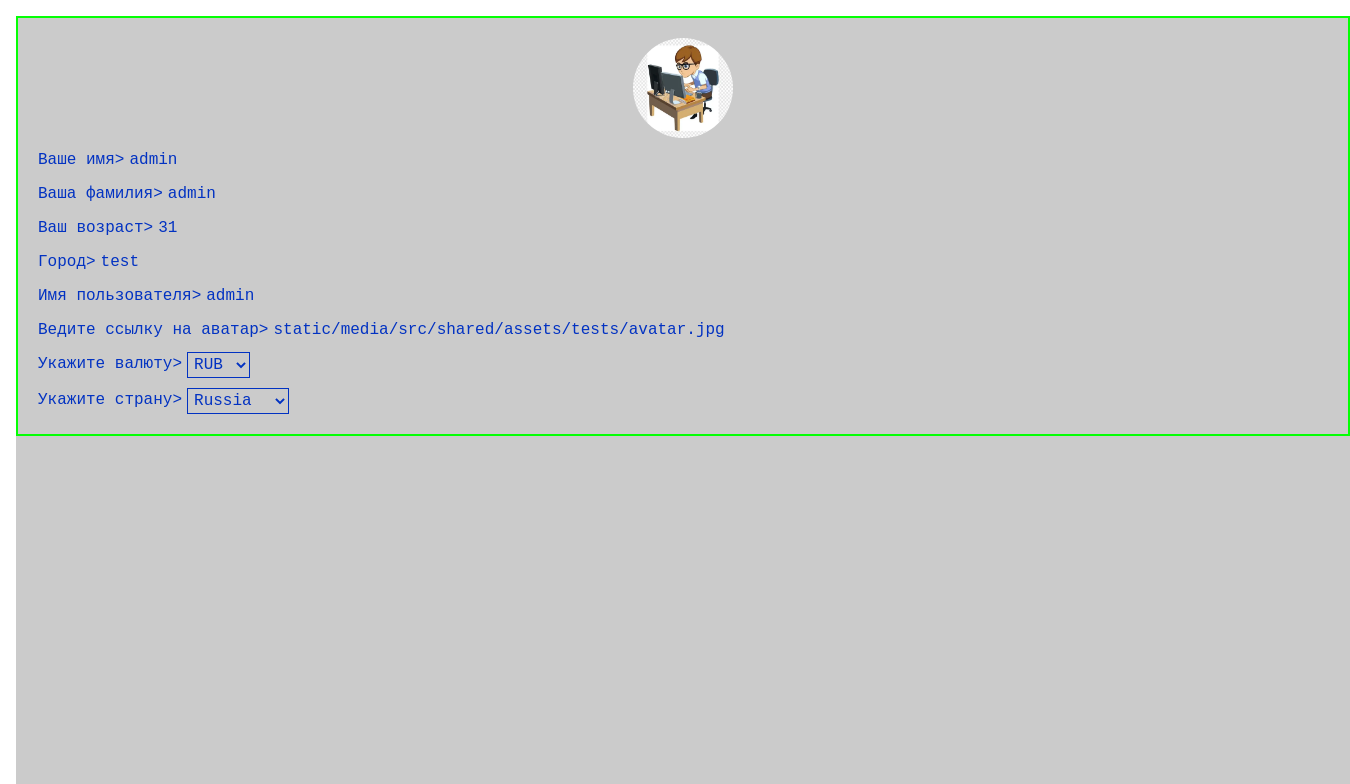 Ваше имя> admin
Ваша фамилия> admin
Ваш возраст> 31
Город> test
Имя пользователя> admin
Ведите ссылку на аватар> static/media/src/shared/assets/tests/avatar.jpg
Укажите валюту> RUB
Укажите страну> Russia